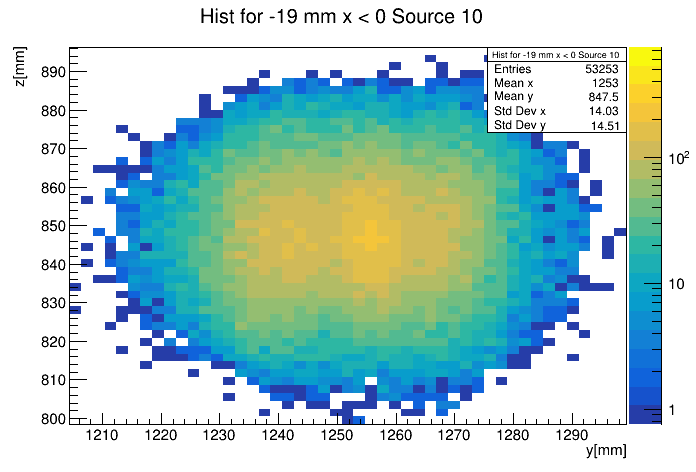 Hist for -19 mm x < 0 Source 10
z[mm]
Hist for -19 mm x < 0 Source 10
Entries 53253
Mean x 1253
Mean y 847.5
Std Dev x 14.03
Std Dev y 14.51
890
880
870
860
850
840
830
820
810
800
10²
10
1
1210 1220 1230 1240 1250 1260 1270 1280 1290
y[mm]